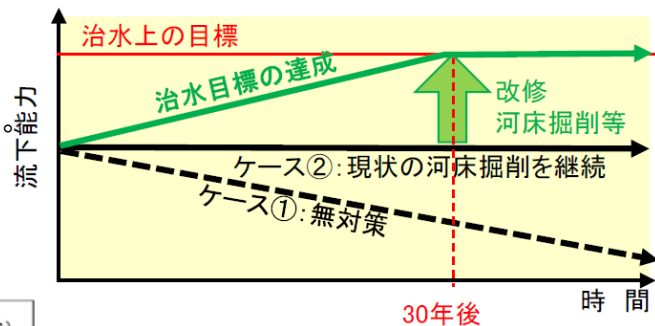 治水上の目標
治水目標の達成
改修
河床掘削等
流下能力
ケース②:現状の河床掘削を継続
ケース①:無対策
時 間
30年後